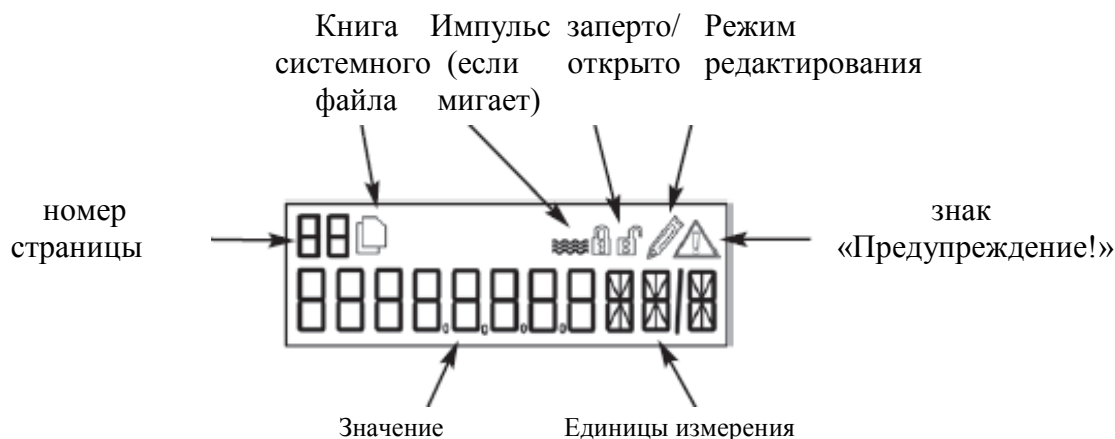 Книга Импульс заперто/ Режим
системного (если открыто редактирования
файла мигает)
номер
страницы
знак
«Предупреждение!»
Значение Единицы измерения